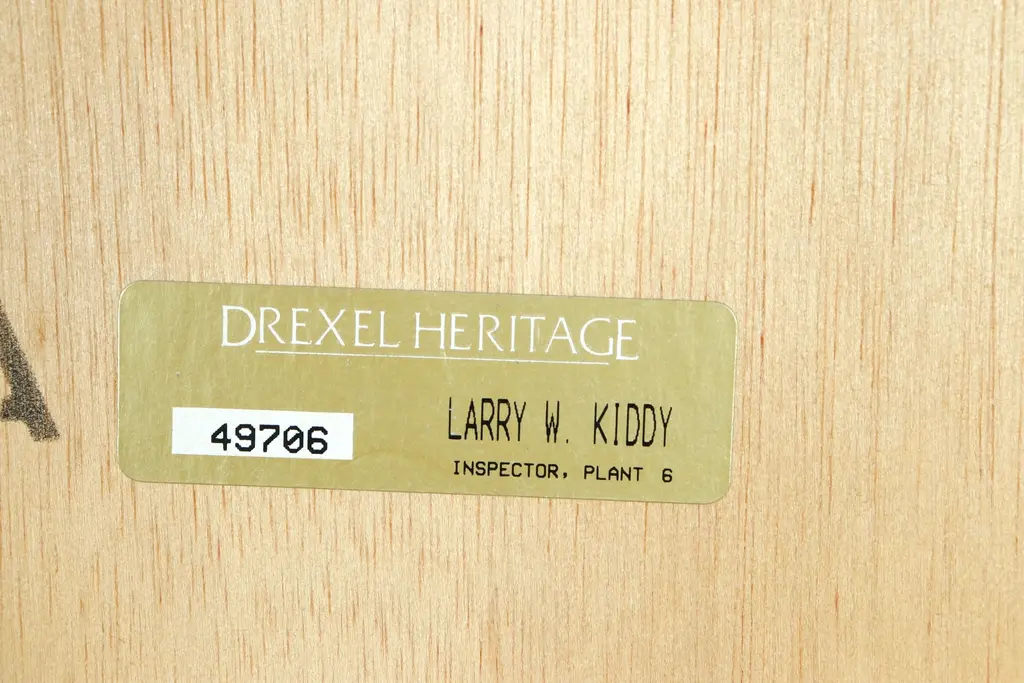 DREXEL HERITAGE
49706
LARRY W. KIDDY
INSPECTOR, PLANT 6